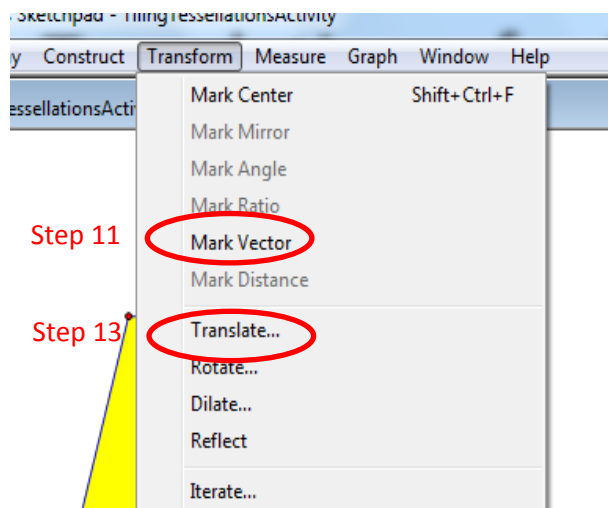 Sketchpad - TilingTessellationsActivity
y Construct Transform Measure Graph Window Help
essellationsActi
Mark Center Shift+Ctrl+F
Mark Mirror
Mark Angle
Mark Ratio
Step 11 Mark Vector
Mark Distance
Step 13 Translate...
Rotate...
Dilate...
Reflect
Iterate...